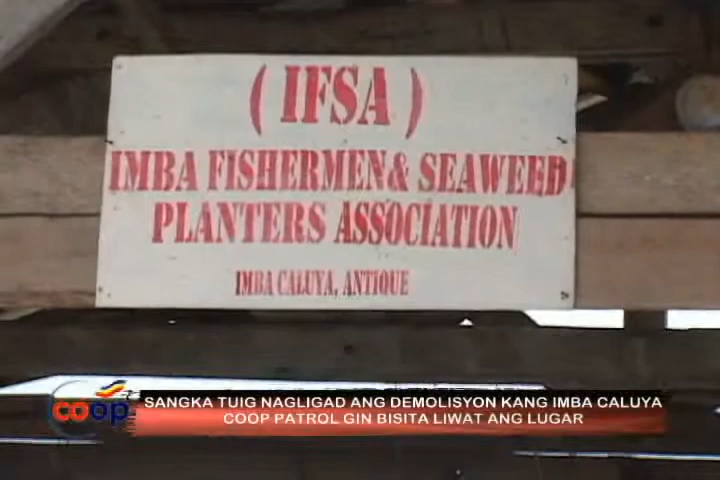 ( IFSA )
IMBA FISHERMEN & SEAWEED
PLANTERS ASSOCIATION
IMBA CALUYA, ANTIQUE
coop
SANGKA TUIG NAGLIGAD ANG DEMOLISYON KANG IMBA CALUYA
COOP PATROL GIN BISITA LIWAT ANG LUGAR